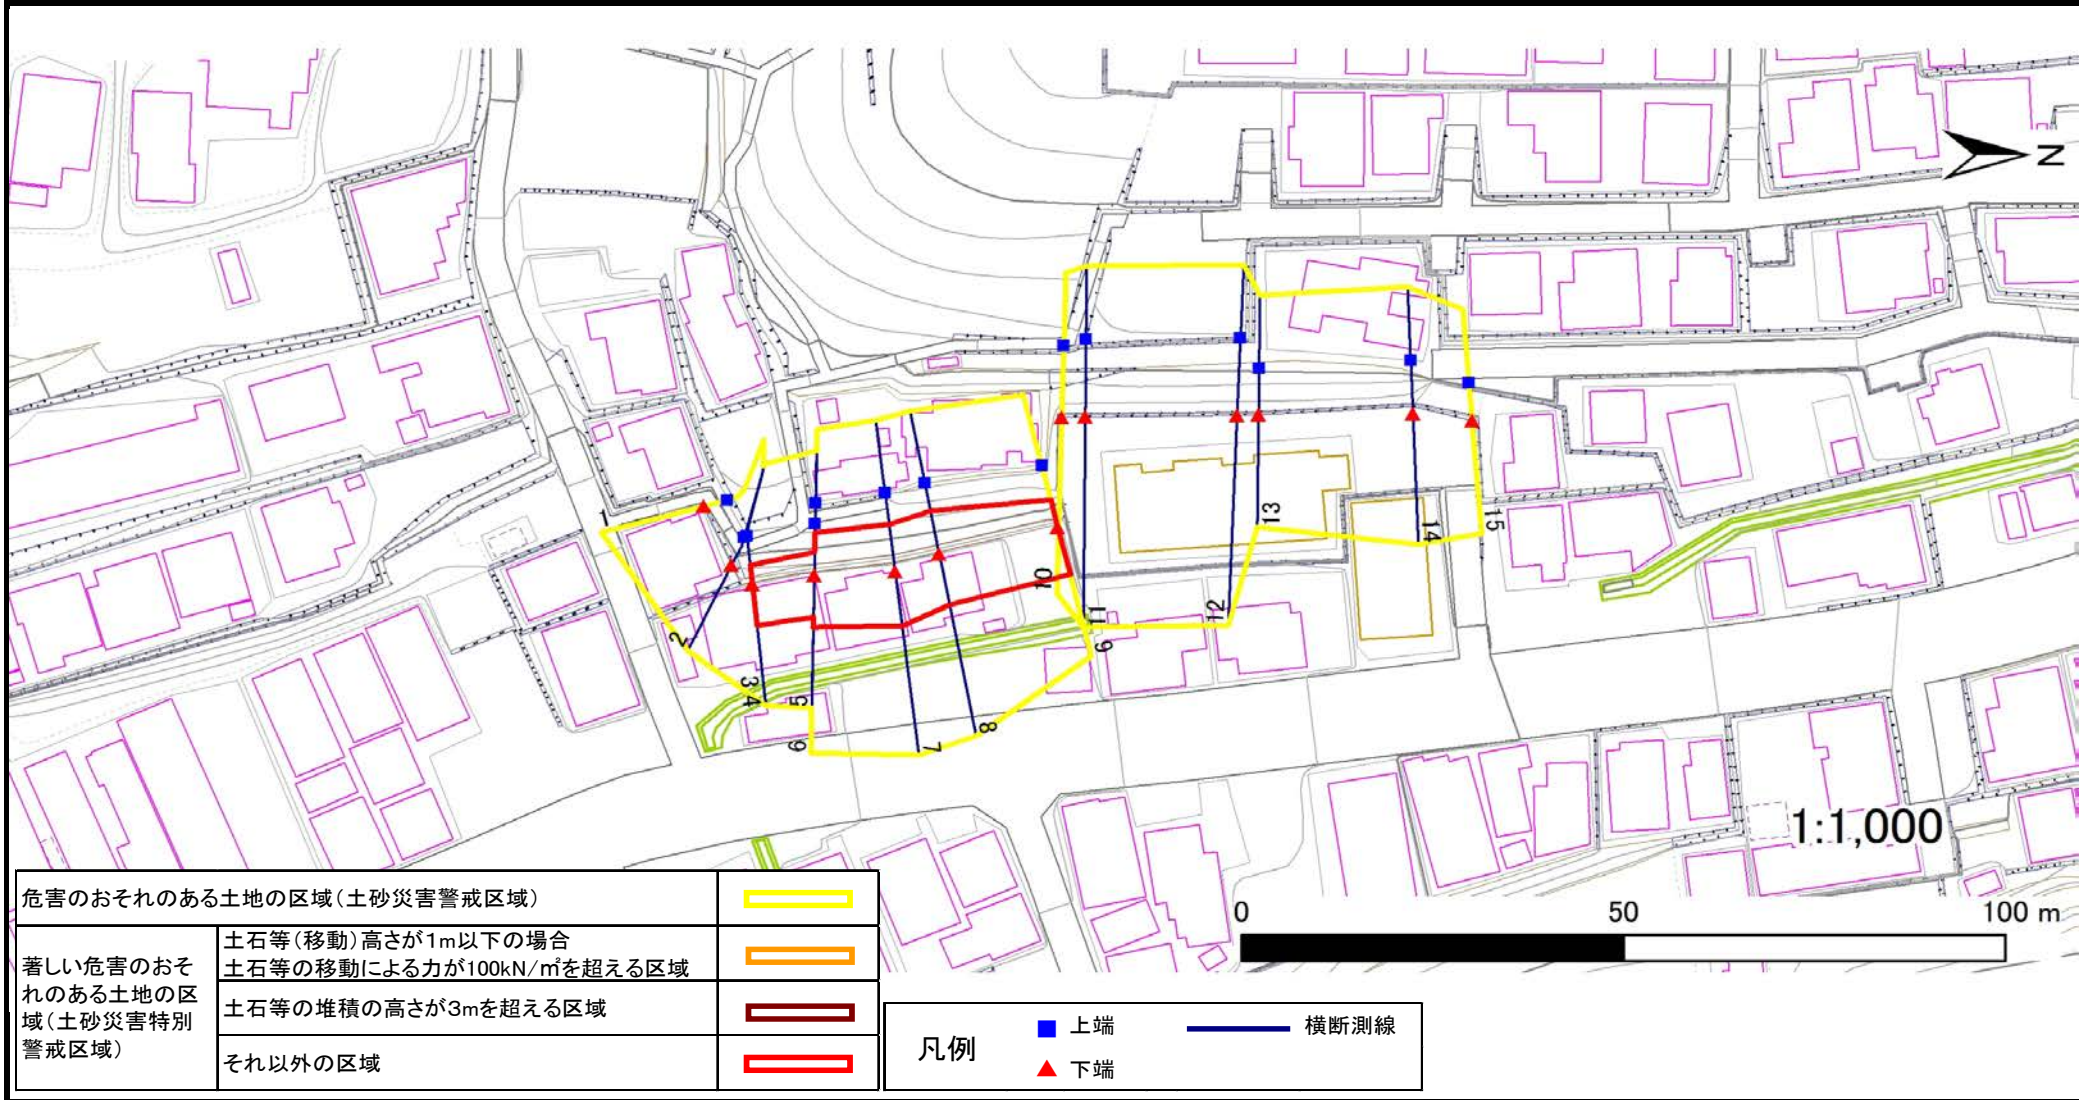 N
1
2
3
4
5
6
7
8
9
10
11
12
13
14
15
1:1,000
0 50 100 m
危害のおそれのある土地の区域(土砂災害警戒区域)
著しい危害のおそ
れのある土地の区
域(土砂災害特別
警戒区域)
土石等(移動)高さが1m以下の場合
土石等の移動による力が100kN/㎡を超える区域
土石等の堆積の高さが3mを超える区域
それ以外の区域
凡例
上端
横断測線
下端